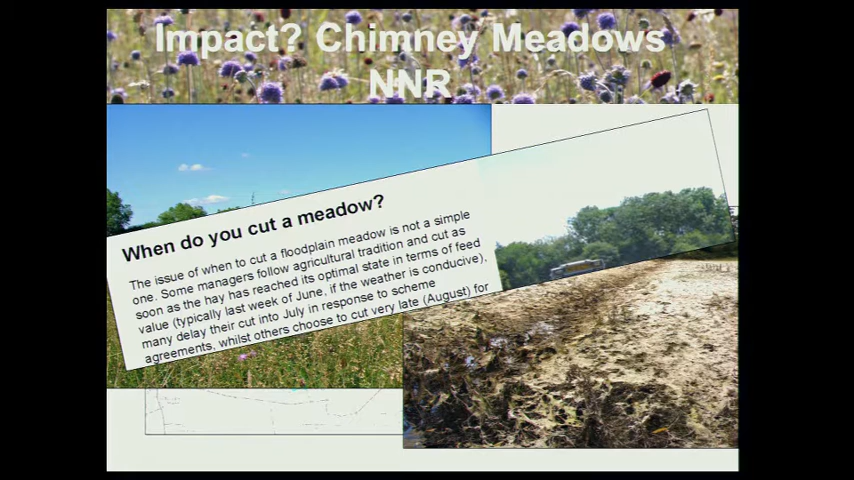 Impact? Chimney Meadows
NNR
When do you cut a meadow?
The issue of when to cut a floodplain meadow is not a simple
one. Some managers follow agricultural tradition and cut as
soon as the hay has reached its optimal state in terms of feed
value (typically last week of June, if the weather is conducive),
many delay their cut into July in response to scheme
agreements, whilst others choose to cut very late (August) for